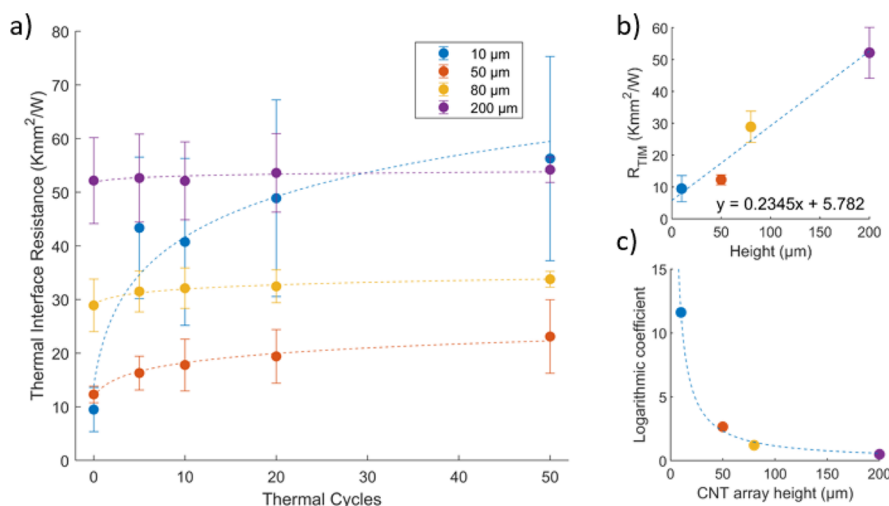 a)
80
70
60
50
40
30
20
10
0
Thermal Interface Resistance (Kmm²/W)
10 µm
50 µm
80 µm
200 µm
0 10 20 30 40 50
Thermal Cycles
b)
60
50
40
30
20
10
0
R_TIM (Kmm²/W)
y = 0.2345x + 5.782
0 50 100 150 200
Height (µm)
c)
15
10
5
0
Logarithmic coefficient
0 50 100 150 200
CNT array height (µm)